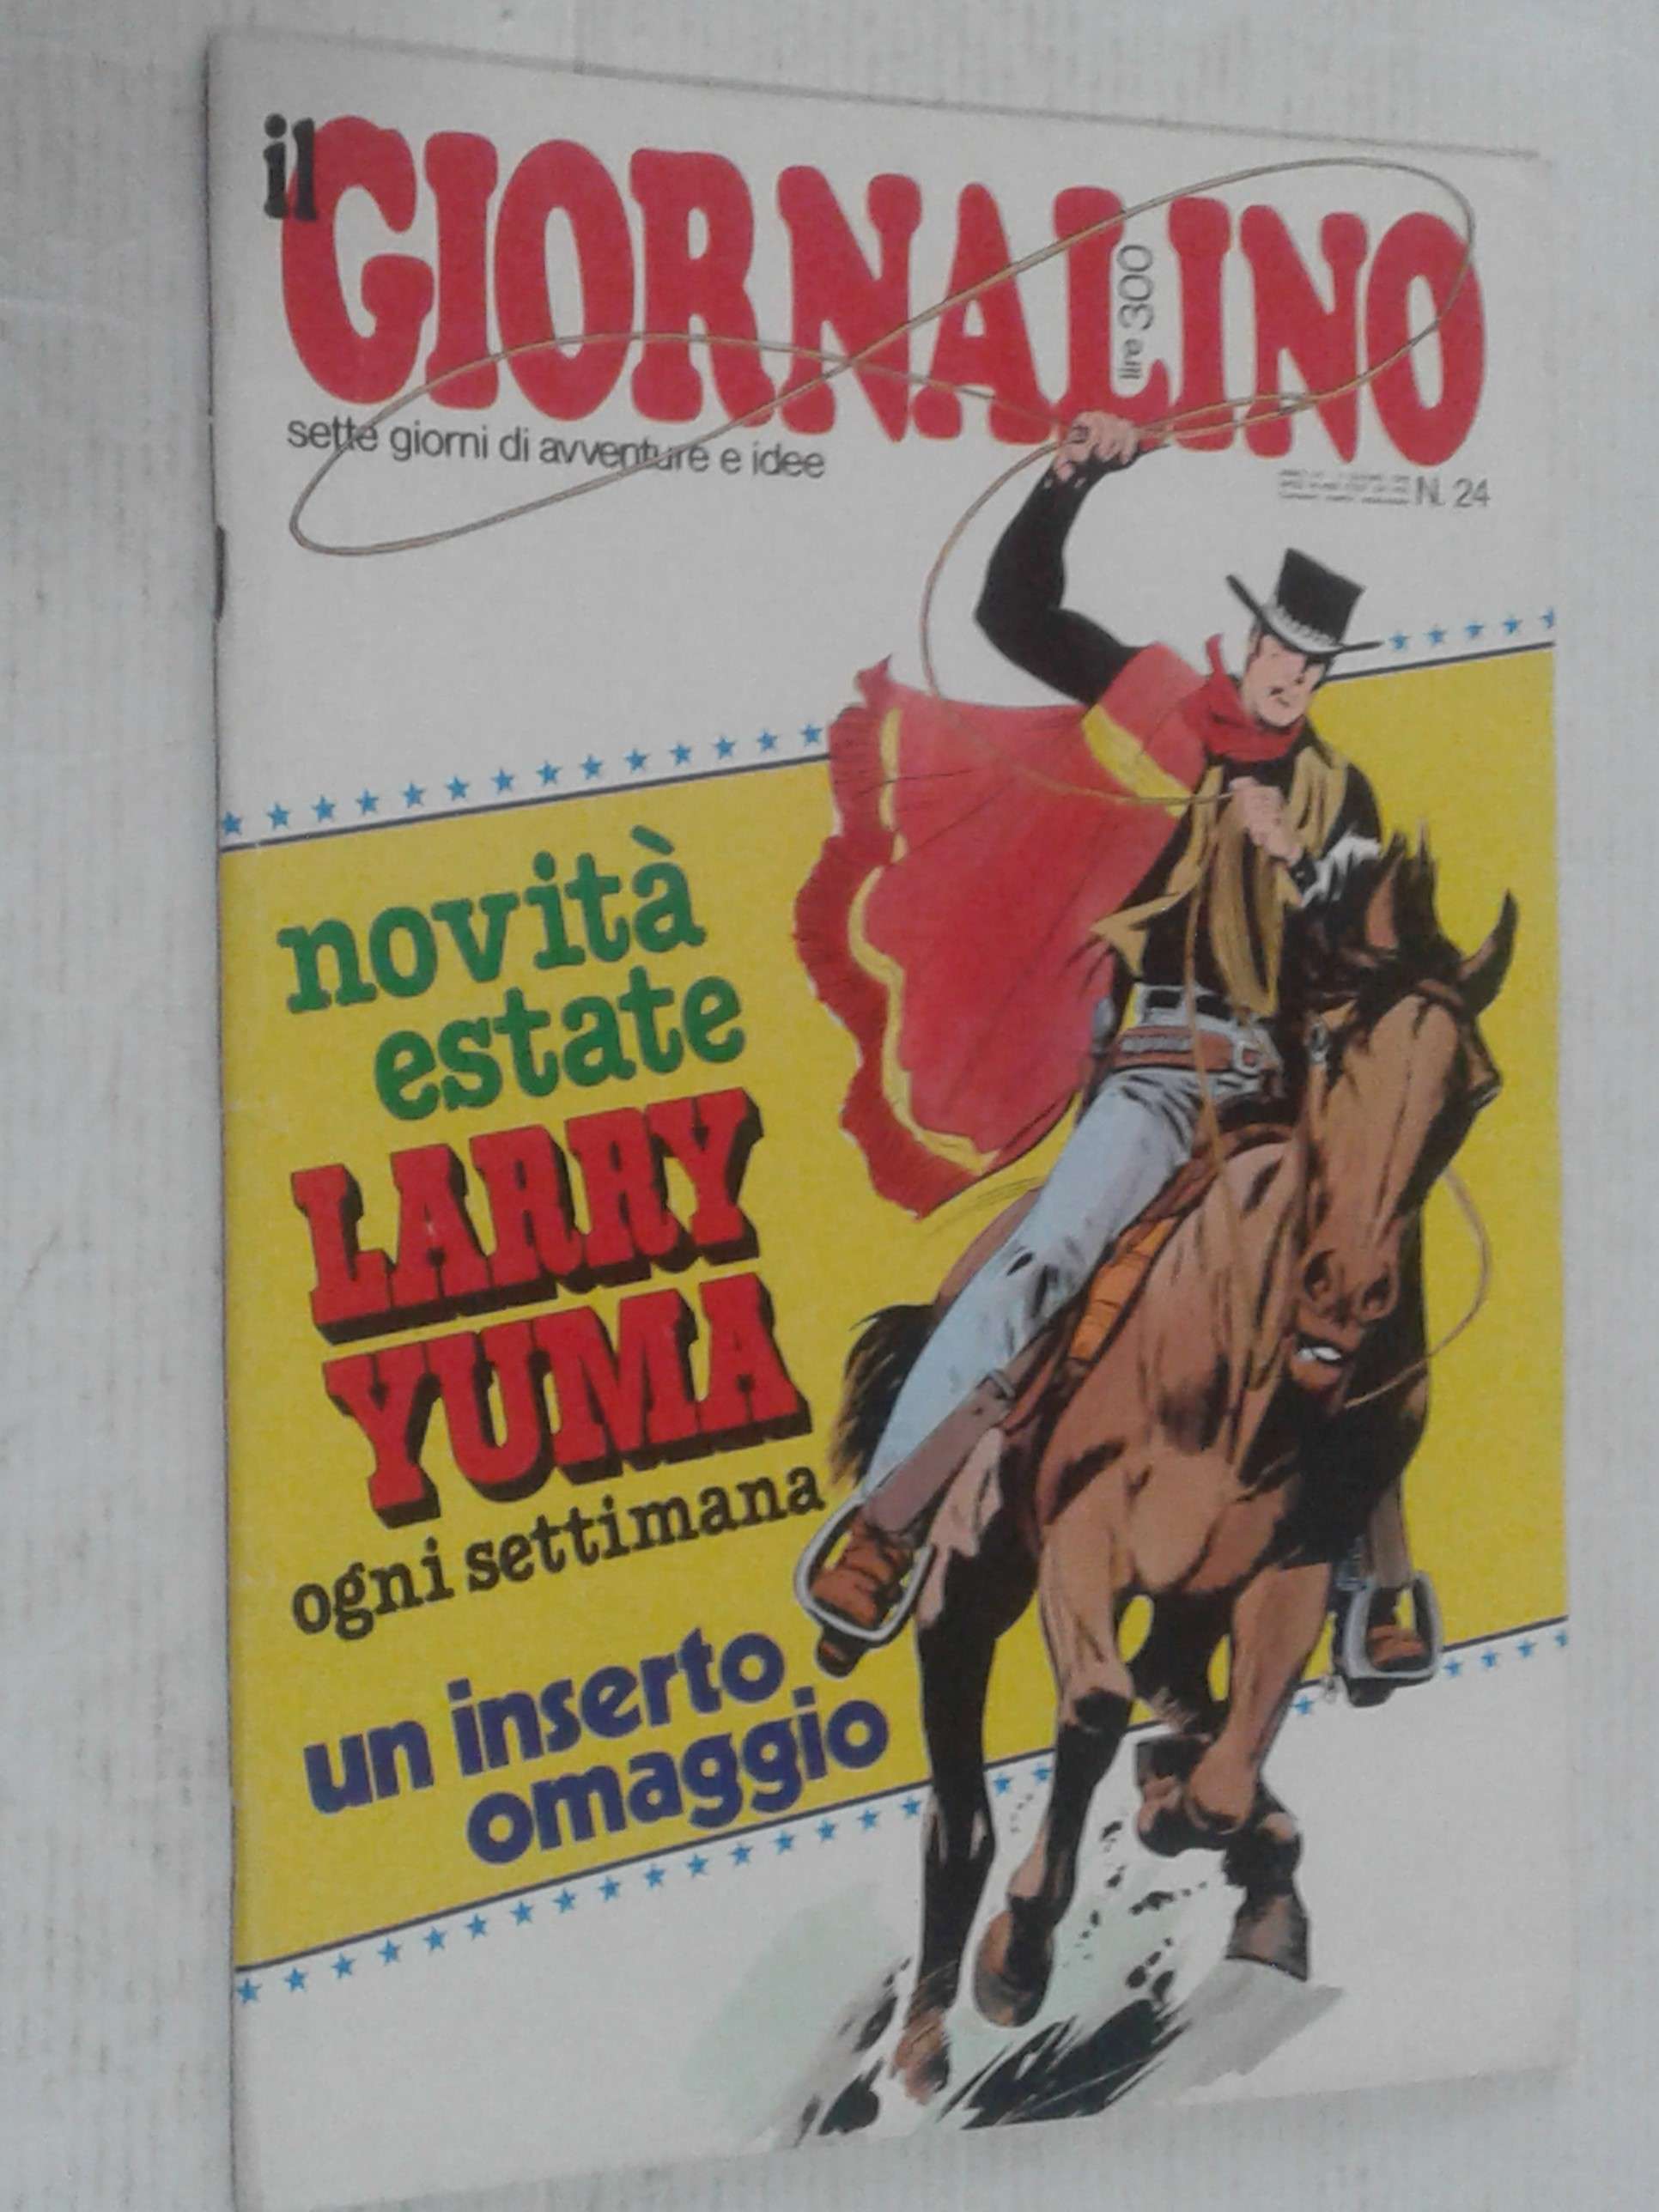 il GIORNALINO
lire 300
sette giorni di avventure e idee
N. 24
novità
estate
LARRY
YUMA
ogni settimana
un inserto
omaggio